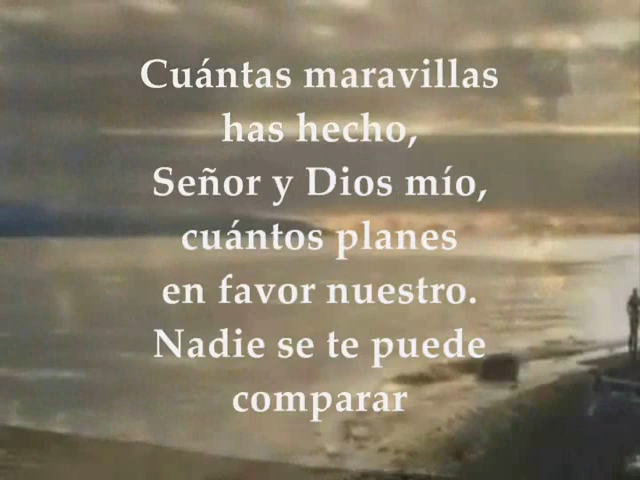 Cuántas maravillas
has hecho,
Señor y Dios mío,
cuántos planes
en favor nuestro.
Nadie se te puede
comparar